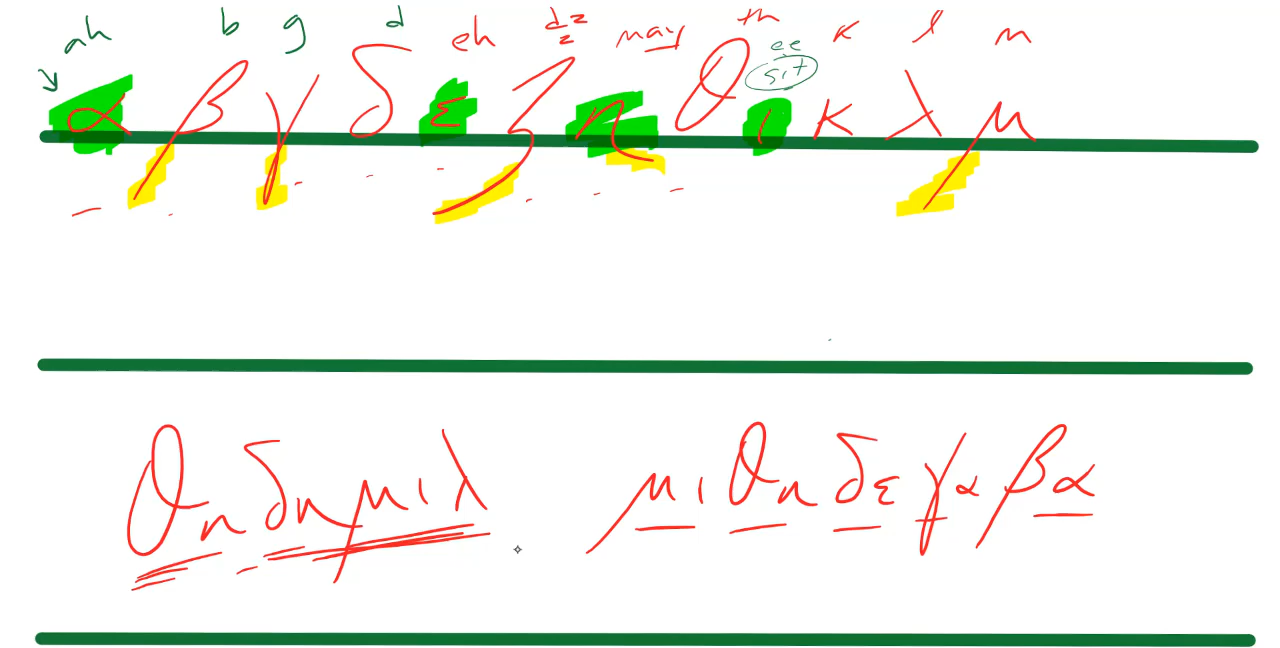 ah b g d eh dz z may th ee sit k l m
α β γ δ ε ζ η θ ι κ λ μ
θηδημιλ μιθηδεγαβα